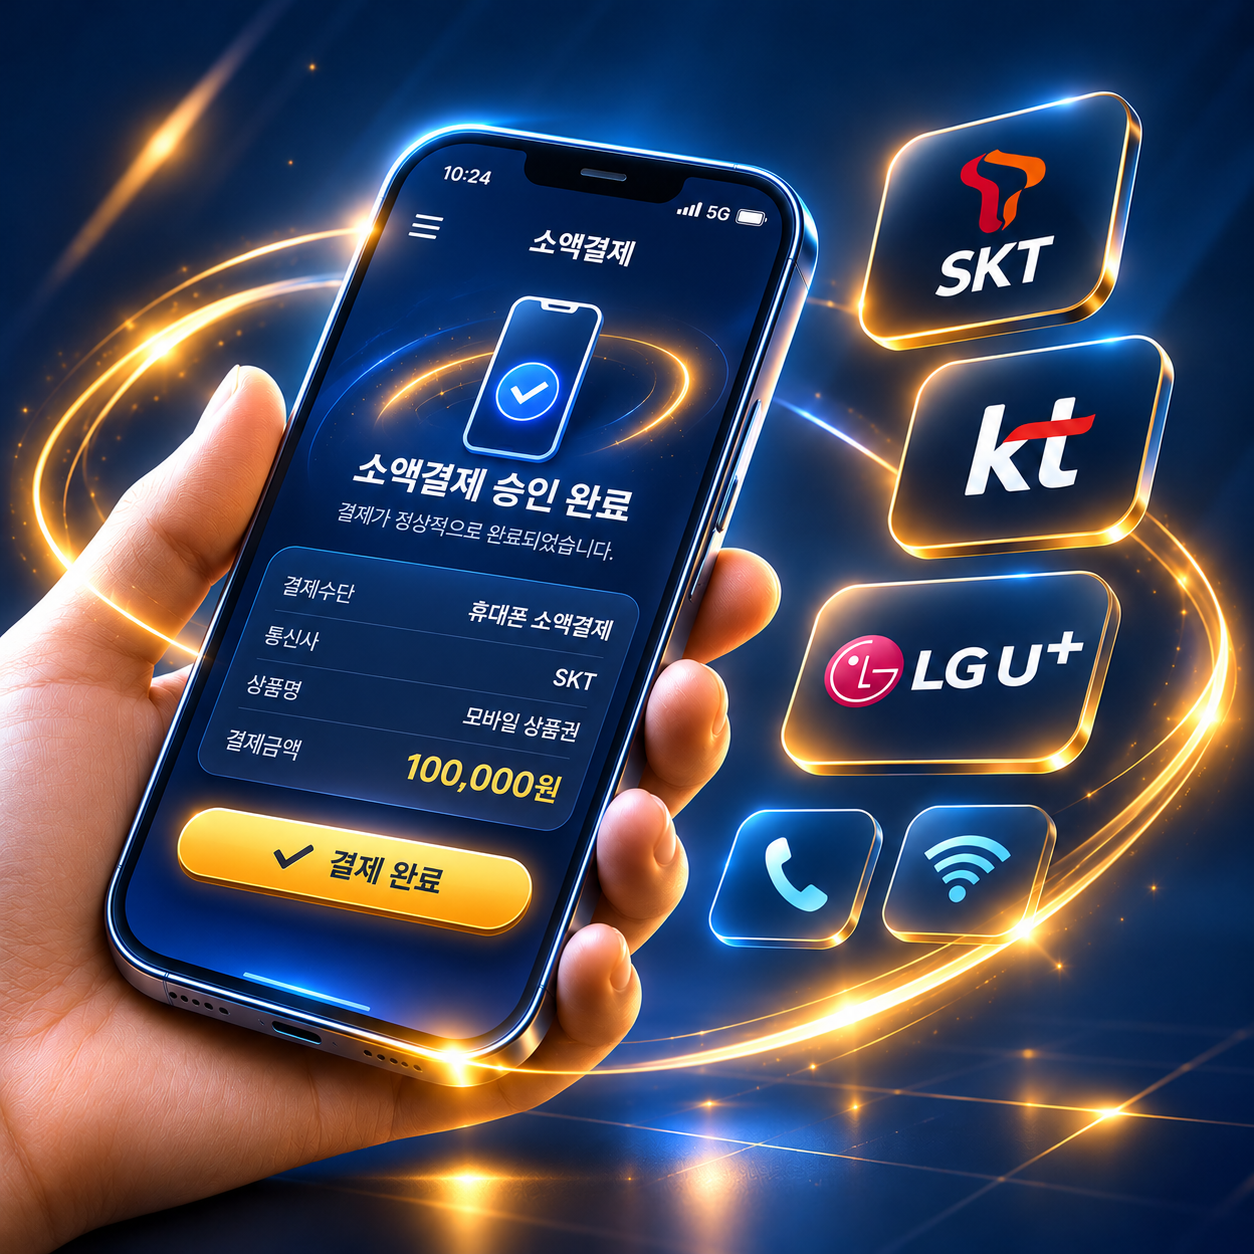 10:24
5G
소액결제
소액결제 승인 완료
결제가 정상적으로 완료되었습니다.
결제수단 휴대폰 소액결제
통신사 SKT
상품명 모바일 상품권
결제금액 100,000원
결제 완료
SKT
kt
LG U+